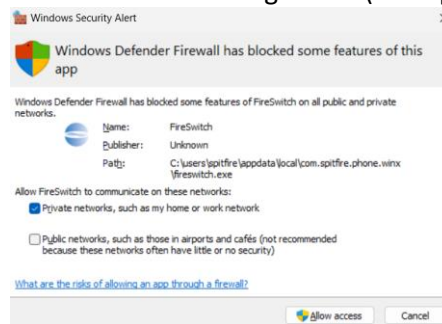 Windows Security Alert
Windows Defender Firewall has blocked some features of this
app
Windows Defender Firewall has blocked some features of FireSwitch on all public and private
networks.
Name: FireSwitch
Publisher: Unknown
Path: C:\users\spitfire\appdata\local\com.spitfire.phone.winx
\fireswitch.exe
Allow FireSwitch to communicate on these networks:
Private networks, such as my home or work network
Public networks, such as those in airports and cafés (not recommended
because these networks often have little or no security)
What are the risks of allowing an app through a firewall?
Allow access Cancel